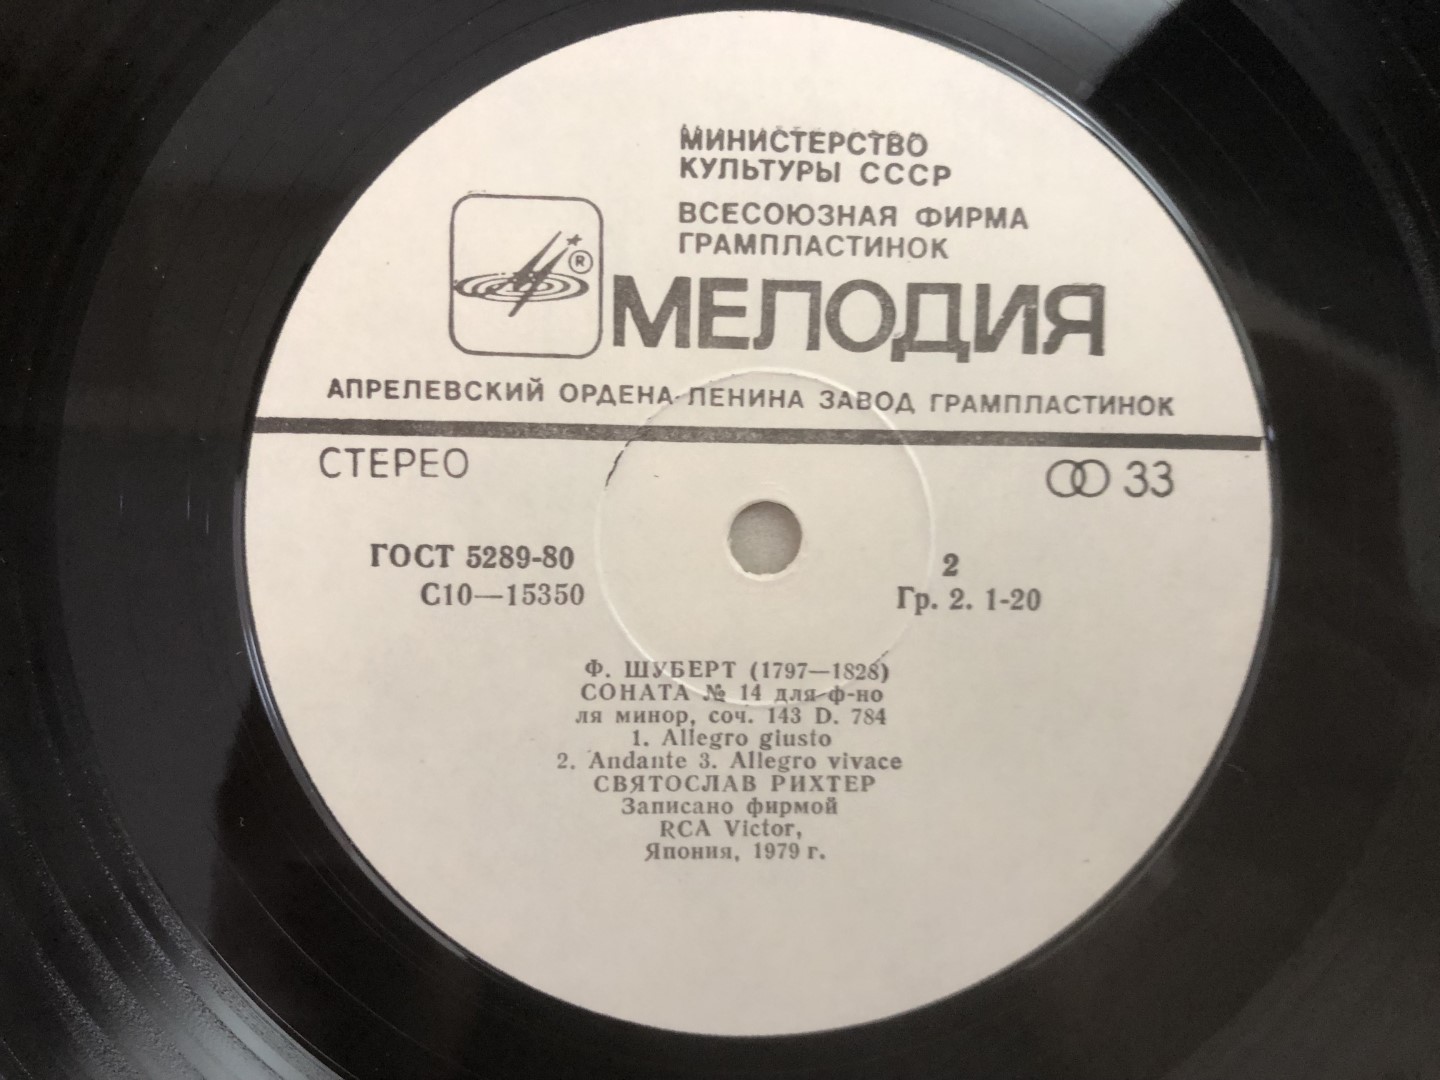 МИНИСТЕРСТВО
КУЛЬТУРЫ СССР
ВСЕСОЮЗНАЯ ФИРМА
ГРАМПЛАСТИНОК
®
МЕЛОДИЯ
АПРЕЛЕВСКИЙ ОРДЕНА ЛЕНИНА ЗАВОД ГРАМПЛАСТИНОК
СТЕРЕО
33
ГОСТ 5289-80
2
С10—15350
Гр. 2. 1-20
Ф. ШУБЕРТ (1797—1828)
СОНАТА № 14 для ф-но
ля минор, соч. 143 D. 784
1. Allegro giusto
2. Andante 3. Allegro vivace
СВЯТОСЛАВ РИХТЕР
Записано фирмой
RCA Victor,
Япония, 1979 г.